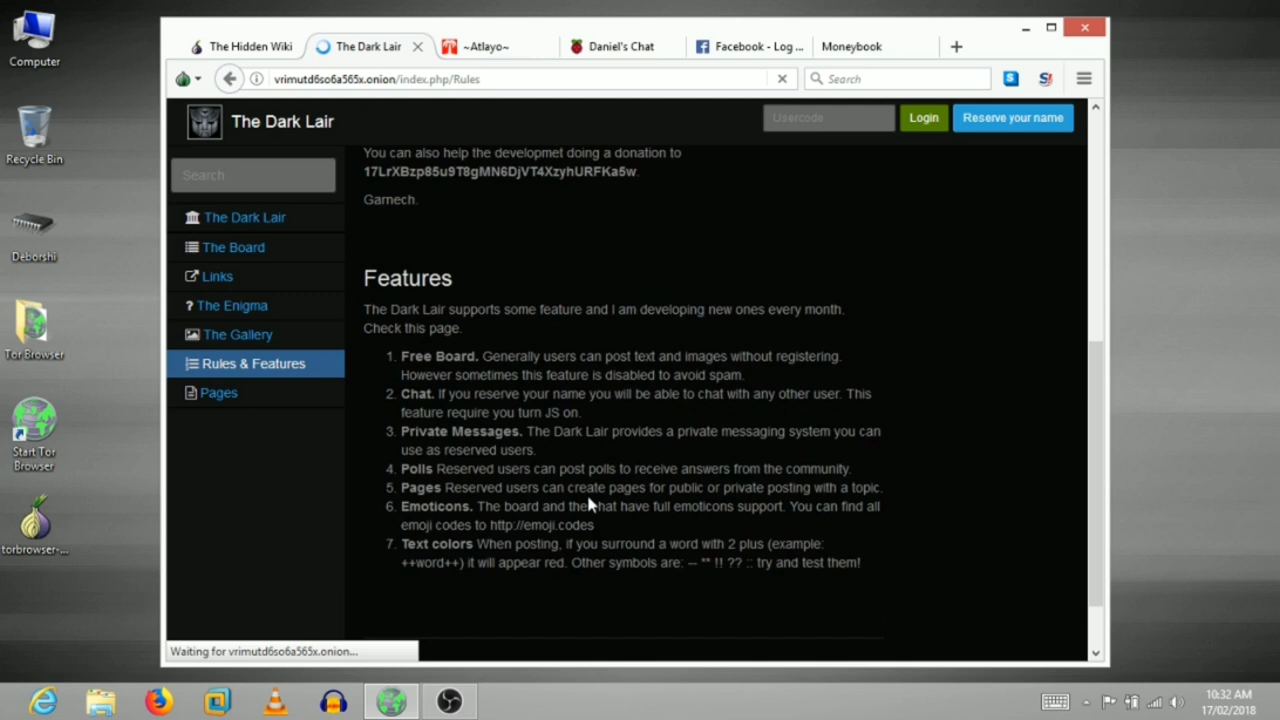 Computer
Recycle Bin
Deborshi
Tor Browser
Start Tor
Browser
torbrowser-...
The Hidden Wiki
The Dark Lair
~Atlayo~
Daniel's Chat
Facebook - Log ...
Moneybook
vrimutd6so6a565x.onion/index.php/Rules
Search
The Dark Lair
Usercode
Login
Reserve your name
Search
The Dark Lair
The Board
Links
The Enigma
The Gallery
Rules & Features
Pages
You can also help the developmet doing a donation to
17LrXBzp85u9T8gMN6DjVT4XzyhURFKa5w.
Garnech.
Features
The Dark Lair supports some feature and I am developing new ones every month.
Check this page.
1. Free Board. Generally users can post text and images without registering.
However sometimes this feature is disabled to avoid spam.
2. Chat. If you reserve your name you will be able to chat with any other user. This
feature require you turn JS on.
3. Private Messages. The Dark Lair provides a private messaging system you can
use as reserved users.
4. Polls Reserved users can post polls to receive answers from the community.
5. Pages Reserved users can create pages for public or private posting with a topic.
6. Emoticons. The board and the chat have full emoticons support. You can find all
emoji codes to http://emoji.codes
7. Text colors When posting, if you surround a word with 2 plus (example:
++word++) it will appear red. Other symbols are: -- ** !! ?? :: try and test them!
Waiting for vrimutd6so6a565x.onion...
10:32 AM
17/02/2018